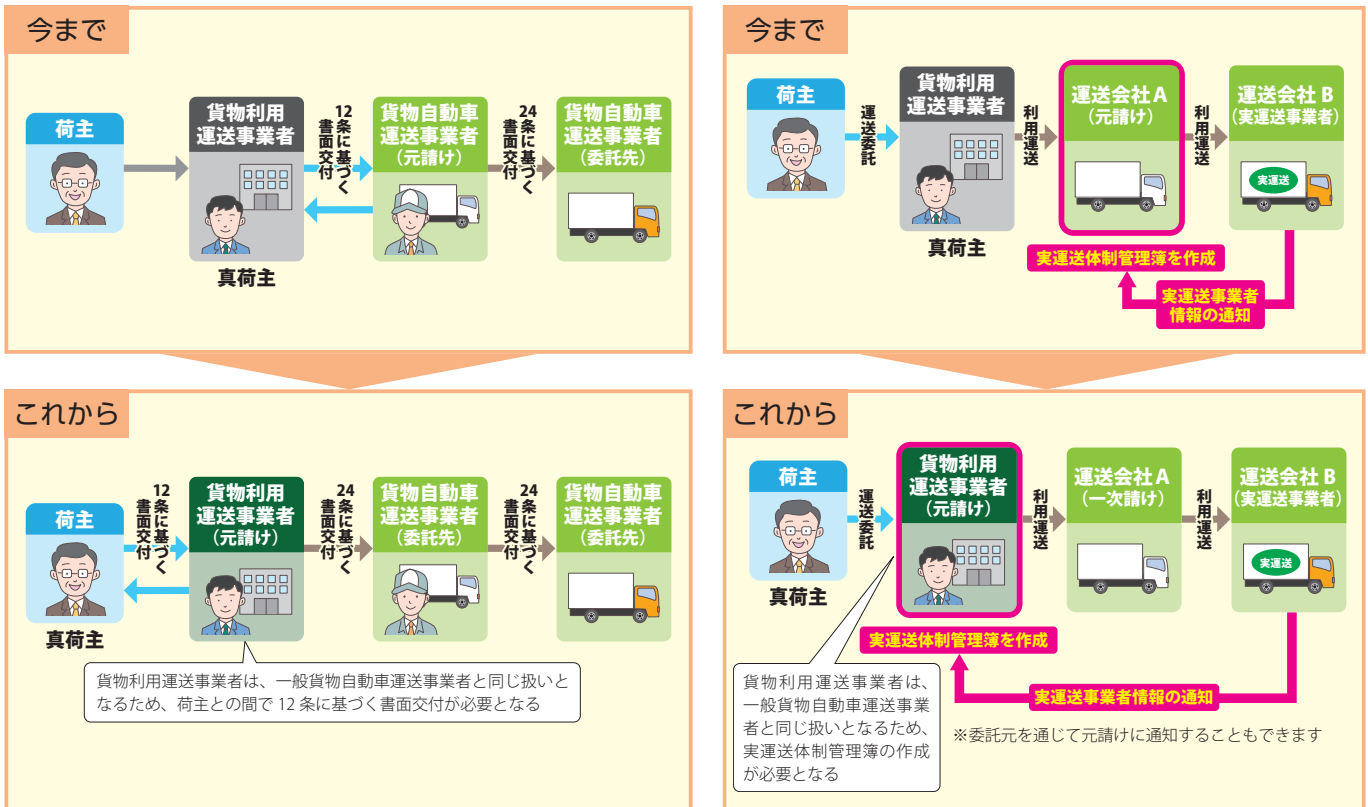 今まで
荷主
貨物利用
運送事業者
真荷主
12条に基づく
書面交付
貨物自動車
運送事業者
（元請け）
24条に基づく
書面交付
貨物自動車
運送事業者
（委託先）
今まで
荷主
運送委託
貨物利用
運送事業者
真荷主
利用運送
運送会社A
（元請け）
利用運送
運送会社 B
（実運送事業者）
実運送
実運送体制管理簿を作成
実運送事業者
情報の通知
これから
荷主
真荷主
12条に基づく
書面交付
貨物利用
運送事業者
（元請け）
24条に基づく
書面交付
貨物自動車
運送事業者
（委託先）
24条に基づく
書面交付
貨物自動車
運送事業者
（委託先）
貨物利用運送事業者は、一般貨物自動車運送事業者と同じ扱いと
なるため、荷主との間で 12 条に基づく書面交付が必要となる
これから
荷主
真荷主
運送委託
貨物利用
運送事業者
（元請け）
利用運送
運送会社A
（一次請け）
利用運送
運送会社 B
（実運送事業者）
実運送
実運送体制管理簿を作成
実運送事業者情報の通知
貨物利用運送事業者は、
一般貨物自動車運送事業
者と同じ扱いとなるため、
実運送体制管理簿の作成
が必要となる
※委託元を通じて元請けに通知することもできます